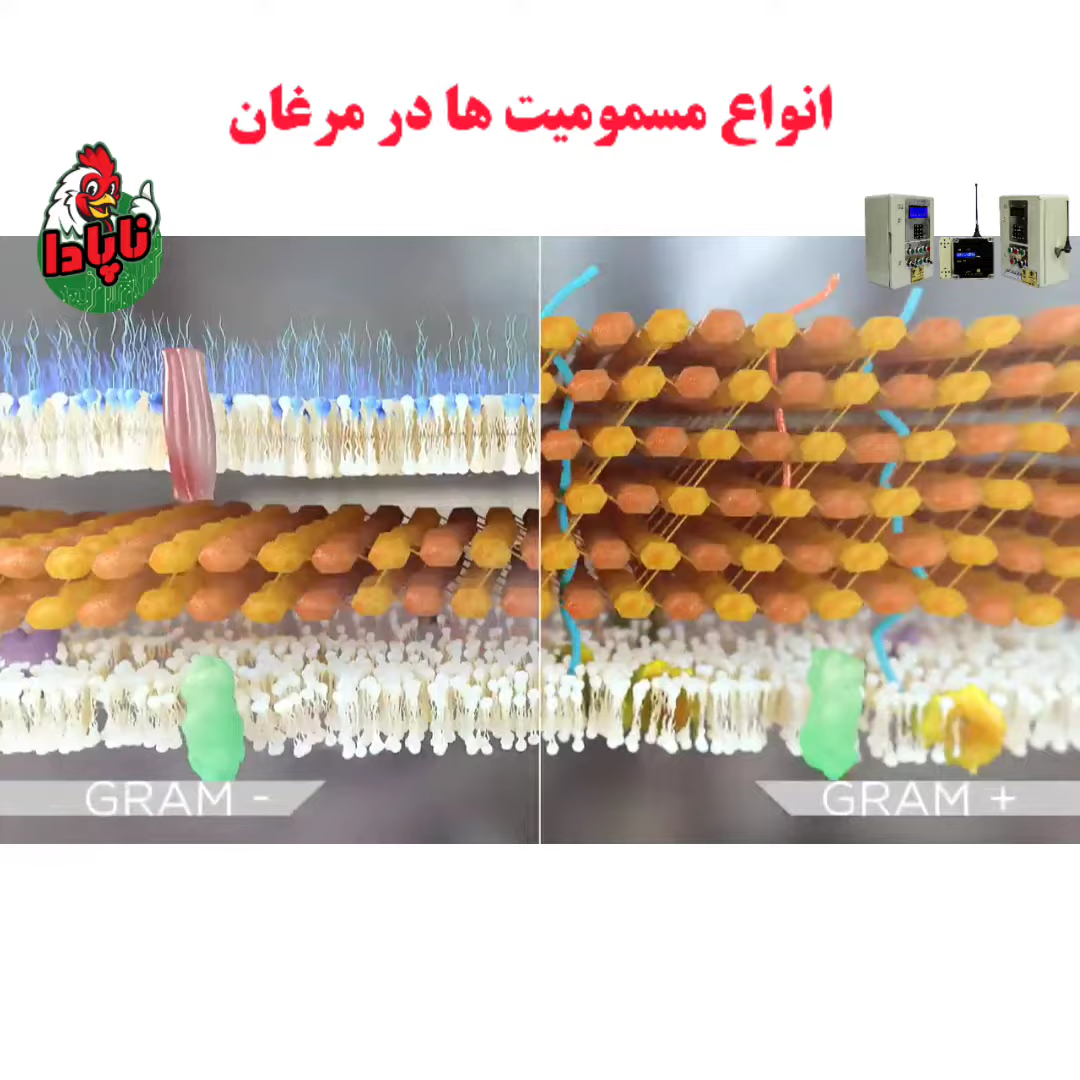 انواع مسمومیت ها در مرغان
ناپادا
GRAM -
GRAM +